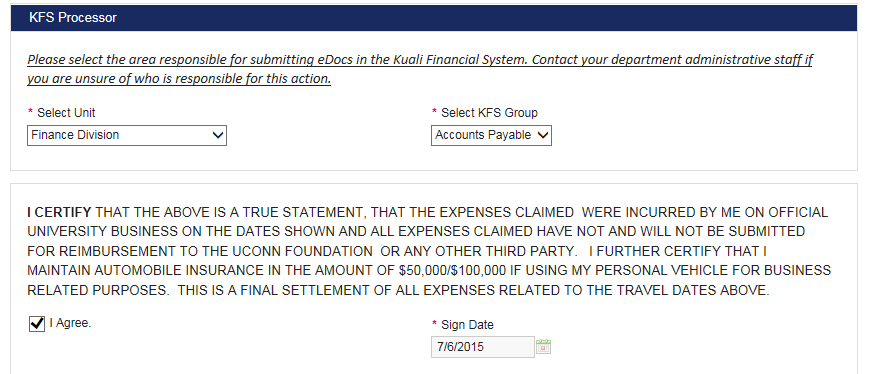 KFS Processor
Please select the area responsible for submitting eDocs in the Kuali Financial System. Contact your department administrative staff if
you are unsure of who is responsible for this action.
* Select Unit
* Select KFS Group
Finance Division
Accounts Payable
I CERTIFY THAT THE ABOVE IS A TRUE STATEMENT, THAT THE EXPENSES CLAIMED WERE INCURRED BY ME ON OFFICIAL
UNIVERSITY BUSINESS ON THE DATES SHOWN AND ALL EXPENSES CLAIMED HAVE NOT AND WILL NOT BE SUBMITTED
FOR REIMBURSEMENT TO THE UCONN FOUNDATION OR ANY OTHER THIRD PARTY. I FURTHER CERTIFY THAT I
MAINTAIN AUTOMOBILE INSURANCE IN THE AMOUNT OF $50,000/$100,000 IF USING MY PERSONAL VEHICLE FOR BUSINESS
RELATED PURPOSES. THIS IS A FINAL SETTLEMENT OF ALL EXPENSES RELATED TO THE TRAVEL DATES ABOVE.
I Agree.
* Sign Date
7/6/2015